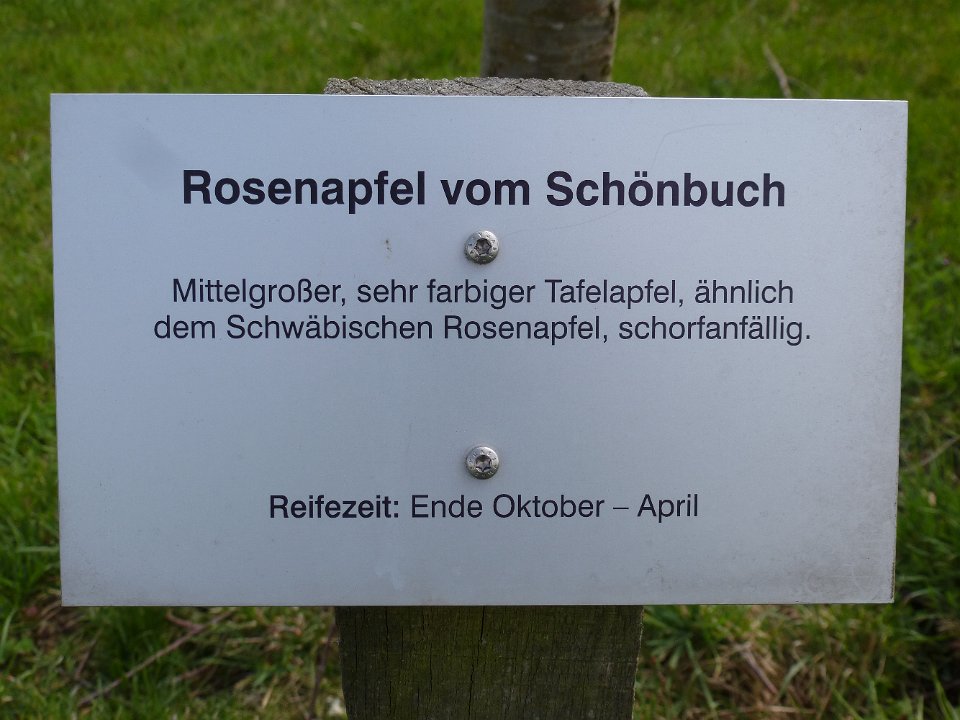 Rosenapfel vom Schönbuch
Mittelgroßer, sehr farbiger Tafelapfel, ähnlich
dem Schwäbischen Rosenapfel, schorfanfällig.
Reifezeit: Ende Oktober – April